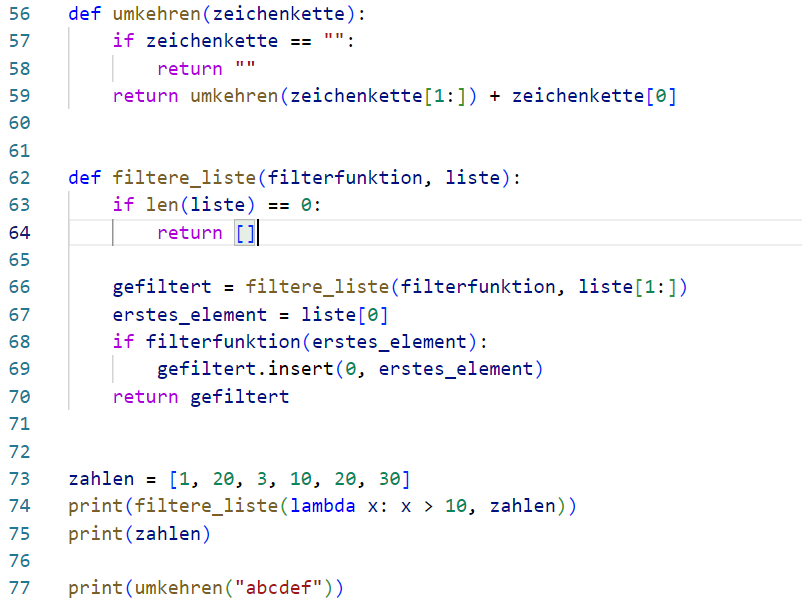 56 def umkehren(zeichenkette):
57     if zeichenkette == "":
58         return ""
59     return umkehren(zeichenkette[1:]) + zeichenkette[0]
60
61
62 def filtere_liste(filterfunktion, liste):
63     if len(liste) == 0:
64         return []
65
66     gefiltert = filtere_liste(filterfunktion, liste[1:])
67     erstes_element = liste[0]
68     if filterfunktion(erstes_element):
69         gefiltert.insert(0, erstes_element)
70     return gefiltert
71
72
73 zahlen = [1, 20, 3, 10, 20, 30]
74 print(filtere_liste(lambda x: x > 10, zahlen))
75 print(zahlen)
76
77 print(umkehren("abcdef"))